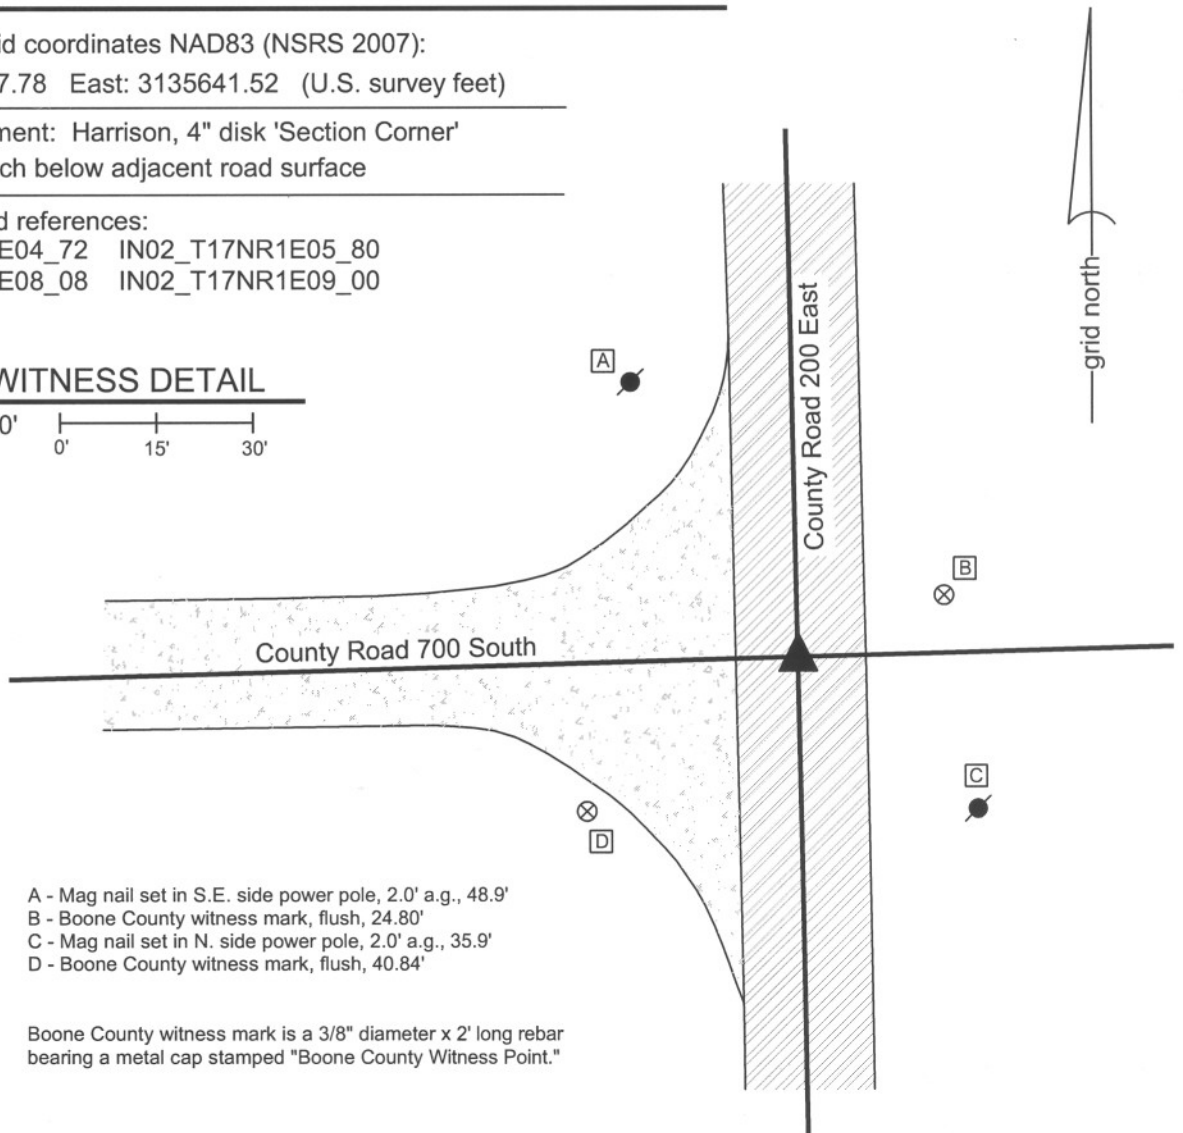 id coordinates NAD83 (NSRS 2007):
7.78 East: 3135641.52 (U.S. survey feet)
ment: Harrison, 4" disk 'Section Corner'
ch below adjacent road surface
d references:
E04_72 IN02_T17NR1E05_80
E08_08 IN02_T17NR1E09_00
WITNESS DETAIL
0'
0' 15' 30'
A
County Road 200 East
grid north
B
County Road 700 South
C
D
A - Mag nail set in S.E. side power pole, 2.0' a.g., 48.9'
B - Boone County witness mark, flush, 24.80'
C - Mag nail set in N. side power pole, 2.0' a.g., 35.9'
D - Boone County witness mark, flush, 40.84'
Boone County witness mark is a 3/8" diameter x 2' long rebar
bearing a metal cap stamped "Boone County Witness Point."